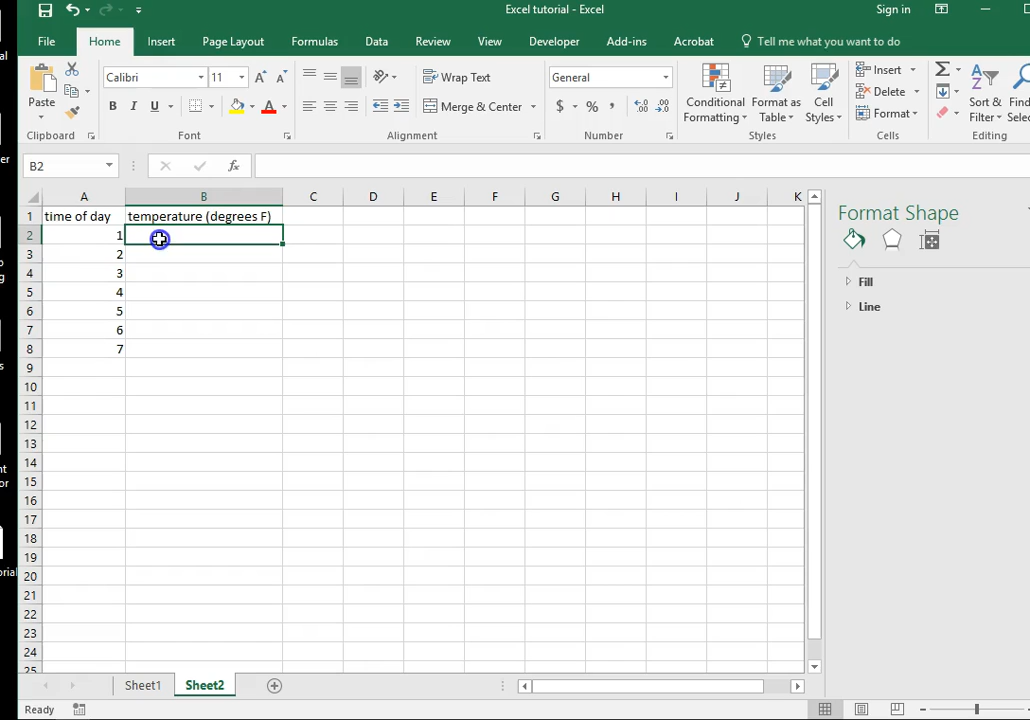 Excel tutorial - Excel
Sign in
File Home Insert Page Layout Formulas Data Review View Developer Add-ins Acrobat Tell me what you want to do
Paste
Calibri 11
B I U A
Wrap Text
Merge & Center
General
$ % ,
Conditional Formatting
Format as Table
Cell Styles
Insert
Delete
Format
Sort & Filter
Clipboard Font Alignment Number Styles Cells Editing
B2 fx
A B C D E F G H I J K
1 time of day temperature (degrees F)
2 1
3 2
4 3
5 4
6 5
7 6
8 7
9
10
11
12
13
14
15
16
17
18
19
20
21
22
23
24
25
Format Shape
Fill
Line
Sheet1 Sheet2
Ready